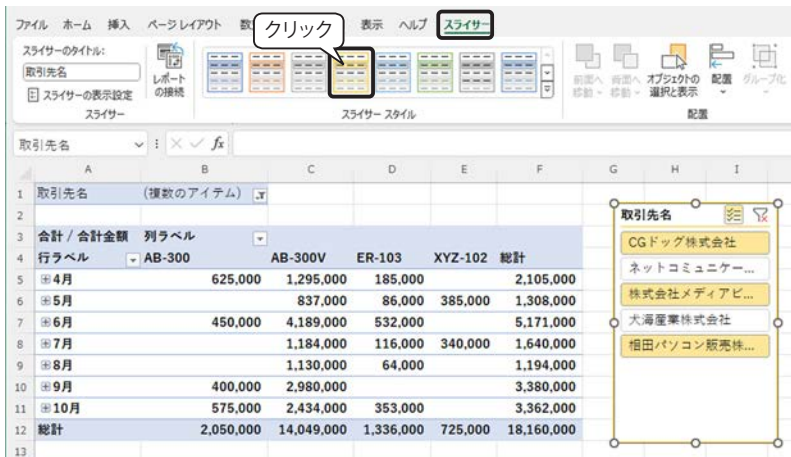 ファイル ホーム 挿入 ページ レイアウト 数 クリック 表示 ヘルプ スライサー
スライサーのタイトル:
取引先名
スライサーの表示設定
スライサー
レポート
の接続
スライサー スタイル
前面へ
移動
背面へ
移動
オブジェクトの
選択と表示
配置
グループ化
配置
取引先名 fx
A B C D E F G H I
1 取引先名 (複数のアイテム)
2
3 合計 / 合計金額 列ラベル
4 行ラベル AB-300 AB-300V ER-103 XYZ-102 総計
5 4月 625,000 1,295,000 185,000 2,105,000
6 5月 837,000 86,000 385,000 1,308,000
7 6月 450,000 4,189,000 532,000 5,171,000
8 7月 1,184,000 116,000 340,000 1,640,000
9 8月 1,130,000 64,000 1,194,000
10 9月 400,000 2,980,000 3,380,000
11 10月 575,000 2,434,000 353,000 3,362,000
12 総計 2,050,000 14,049,000 1,336,000 725,000 18,160,000
13
取引先名
CGドッグ株式会社
ネットコミュニケー...
株式会社メディアビ...
犬海産業株式会社
相田パソコン販売株...